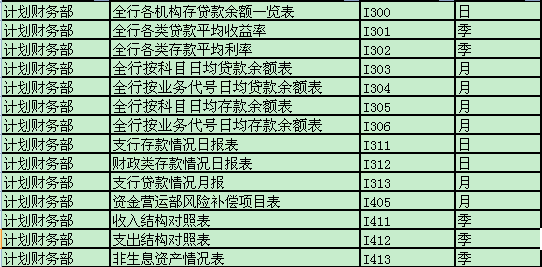 计划财务部 全行各机构存贷款余额一览表 I300 日
计划财务部 全行各类贷款平均收益率 I301 季
计划财务部 全行各类存款平均利率 I302 季
计划财务部 全行按科目日均贷款余额表 I303 月
计划财务部 全行按业务代号日均贷款余额表 I304 月
计划财务部 全行按科目日均存款余额表 I305 月
计划财务部 全行按业务代号日均存款余额表 I306 月
计划财务部 支行存款情况日报表 I311 日
计划财务部 财政类存款情况日报表 I312 日
计划财务部 支行贷款情况月报 I313 月
计划财务部 资金营运部风险补偿项目表 I405 月
计划财务部 收入结构对照表 I411 季
计划财务部 支出结构对照表 I412 季
计划财务部 非生息资产情况表 I413 季